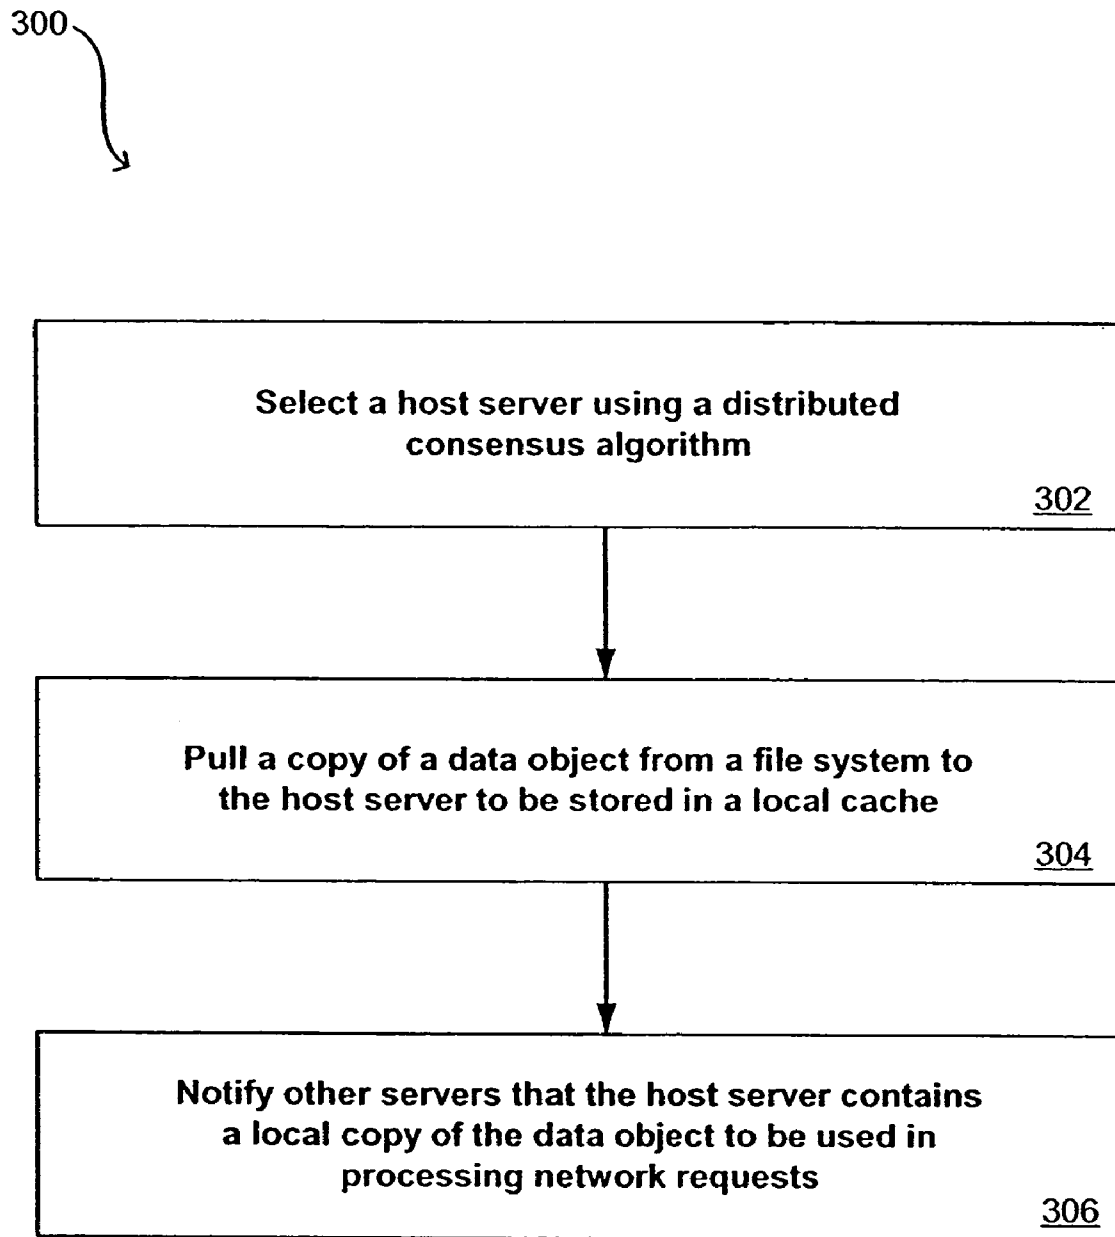 300
Select a host server using a distributed
consensus algorithm
302
Pull a copy of a data object from a file system to
the host server to be stored in a local cache
304
Notify other servers that the host server contains
a local copy of the data object to be used in
processing network requests
306